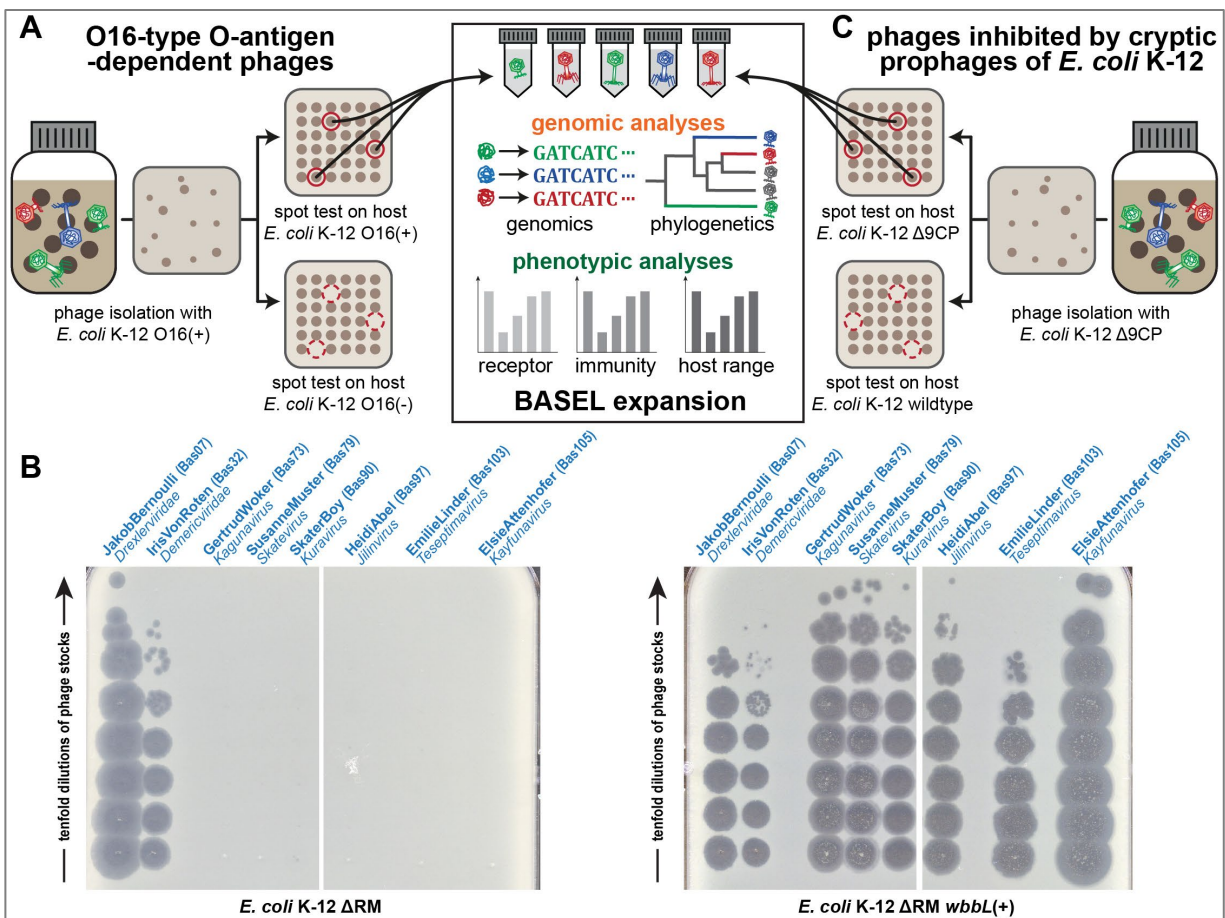 A
O16-type O-antigen
-dependent phages
phage isolation with
E. coli K-12 O16(+)
spot test on host
E. coli K-12 O16(+)
spot test on host
E. coli K-12 O16(-)
genomic analyses
GATCATC ···
GATCATC ···
GATCATC ···
genomics
phylogenetics
phenotypic analyses
receptor
immunity
host range
BASEL expansion
C
phages inhibited by cryptic
prophages of E. coli K-12
spot test on host
E. coli K-12 Δ9CP
spot test on host
E. coli K-12 wildtype
phage isolation with
E. coli K-12 Δ9CP
B
JakobBernoulli (Bas07)
Drexlerviridae
IrisVonRoten (Bas32)
Demerecviridae
GertrudWoker (Bas73)
Kagunavirus
SusanneMuster (Bas79)
Skatevirus
SkaterBoy (Bas90)
Kuravirus
HeidiAbel (Bas97)
Jilinvirus
EmilieLinder (Bas103)
Teseptimavirus
ElsieAttenhofer (Bas105)
Kayfunavirus
tenfold dilutions of phage stocks
E. coli K-12 ΔRM
JakobBernoulli (Bas07)
Drexlerviridae
IrisVonRoten (Bas32)
Demerecviridae
GertrudWoker (Bas73)
Kagunavirus
SusanneMuster (Bas79)
Skatevirus
SkaterBoy (Bas90)
Kuravirus
HeidiAbel (Bas97)
Jilinvirus
EmilieLinder (Bas103)
Teseptimavirus
ElsieAttenhofer (Bas105)
Kayfunavirus
tenfold dilutions of phage stocks
E. coli K-12 ΔRM wbbL(+)